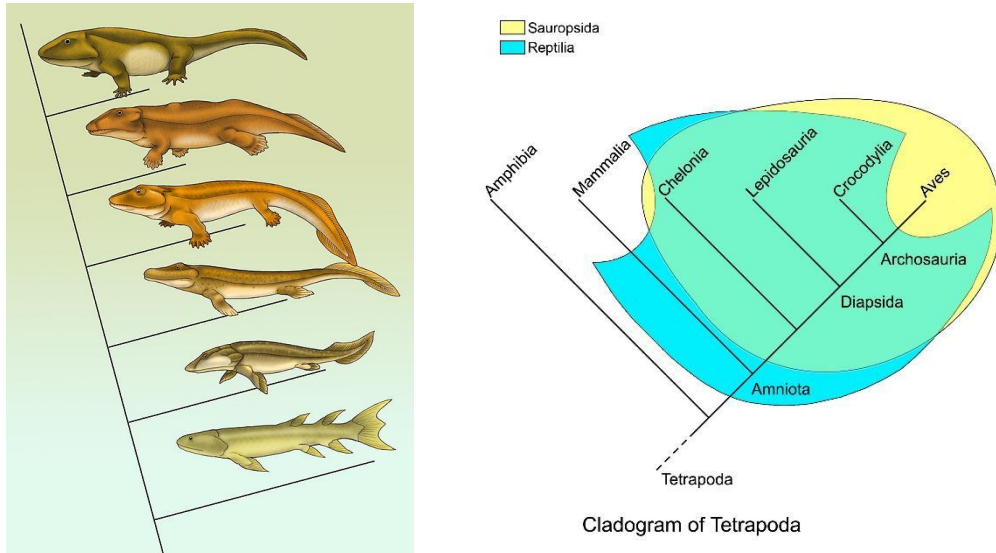 Sauropsida
Reptilia
Amphibia
Mammalia
Chelonia
Lepidosauria
Crocodylia
Aves
Archosauria
Diapsida
Amniota
Tetrapoda
Cladogram of Tetrapoda